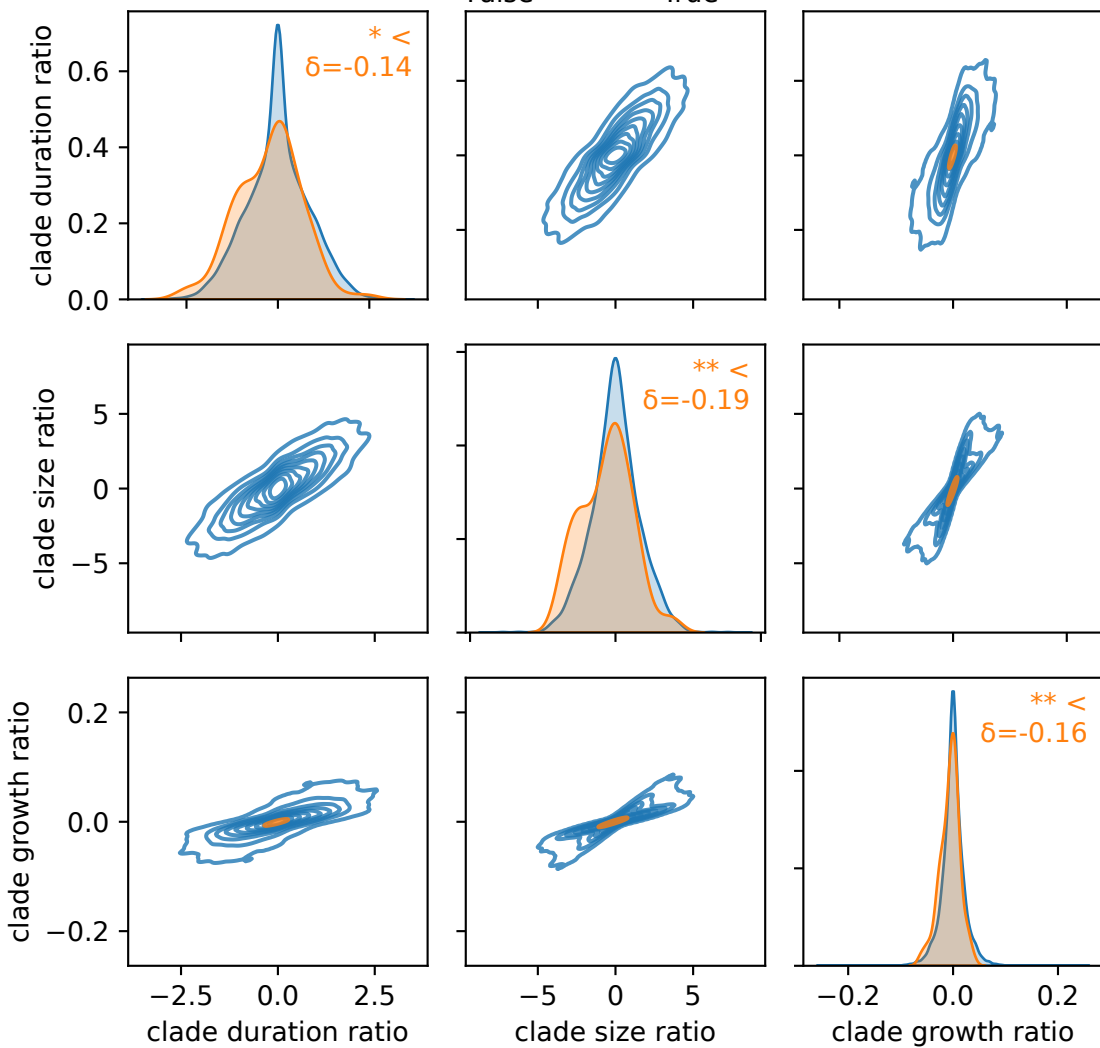 clade duration ratio
0.6
0.4
0.2
0.0
* <
δ=-0.14
clade size ratio
5
0
−5
** <
δ=-0.19
clade growth ratio
0.2
0.0
−0.2
** <
δ=-0.16
−2.5 0.0 2.5
clade duration ratio
−5 0 5
clade size ratio
−0.2 0.0 0.2
clade growth ratio